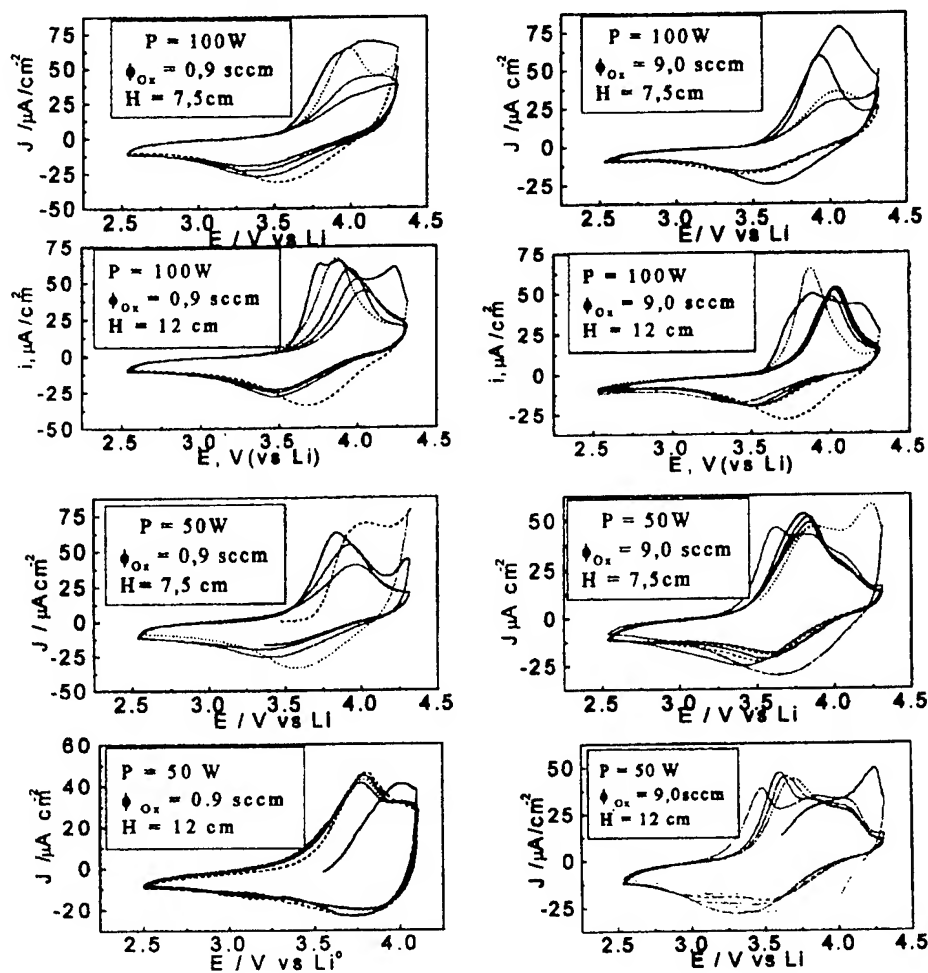 75
50
25
0
-25
-50
J /µA/cm²
P = 100W
ϕOx = 0,9 sccm
H = 7,5cm
2.5 3.0 3.5 4.0 4.5
E / V vs Li
75
50
25
0
-25
J /µA cm²
P = 100W
ϕOx = 9,0 sccm
H = 7,5cm
2.5 3.0 3.5 4.0 4.5
E/ V vs Li
75
50
25
0
-25
-50
i, µA/cm²
P = 100W
ϕOx = 0,9 sccm
H = 12 cm
2.5 3.0 3.5 4.0 4.5
E, V (vs Li)
75
50
25
0
-25
i, µA/cm²
P = 100W
ϕOx = 9,0 sccm
H = 12 cm
2.5 3.0 3.5 4.0 4.5
E, V (vs Li)
75
50
25
0
-25
-50
J / µA cm²
P = 50W
ϕOx = 0,9 sccm
H = 7,5 cm
2.5 3.0 3.5 4.0 4.5
E / V vs Li
50
25
0
-25
J µA cm²
P = 50W
ϕOx = 9,0 sccm
H = 7,5cm
2.5 3.0 3.5 4.0 4.5
E / V vs Li
60
40
20
0
-20
J / µA cm²
P = 50 W
ϕOx = 0.9 sccm
H = 12 cm
2.5 3.0 3.5 4.0
E / V vs Li°
50
25
0
-25
J /µA/cm²
P = 50 W
ϕOx = 9,0sccm
H = 12 cm
2.5 3.0 3.5 4.0 4.5
E / V vs Li